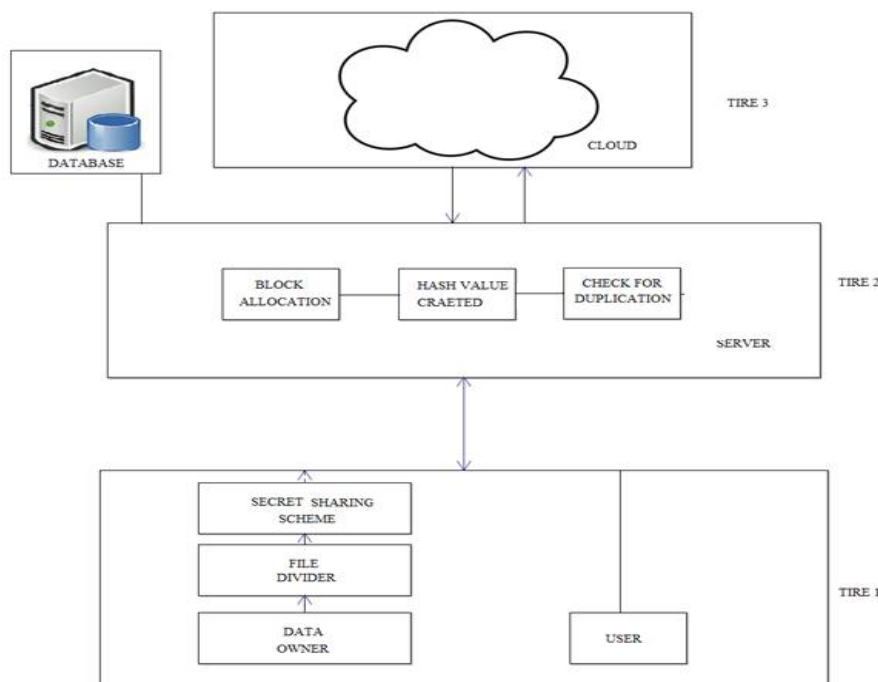 TIRE 3
CLOUD
DATABASE
BLOCK
ALLOCATION
HASH VALUE
CRAETED
CHECK FOR
DUPLICATION
TIRE 2
SERVER
SECRET SHARING
SCHEME
FILE
DIVIDER
DATA
OWNER
USER
TIRE 1